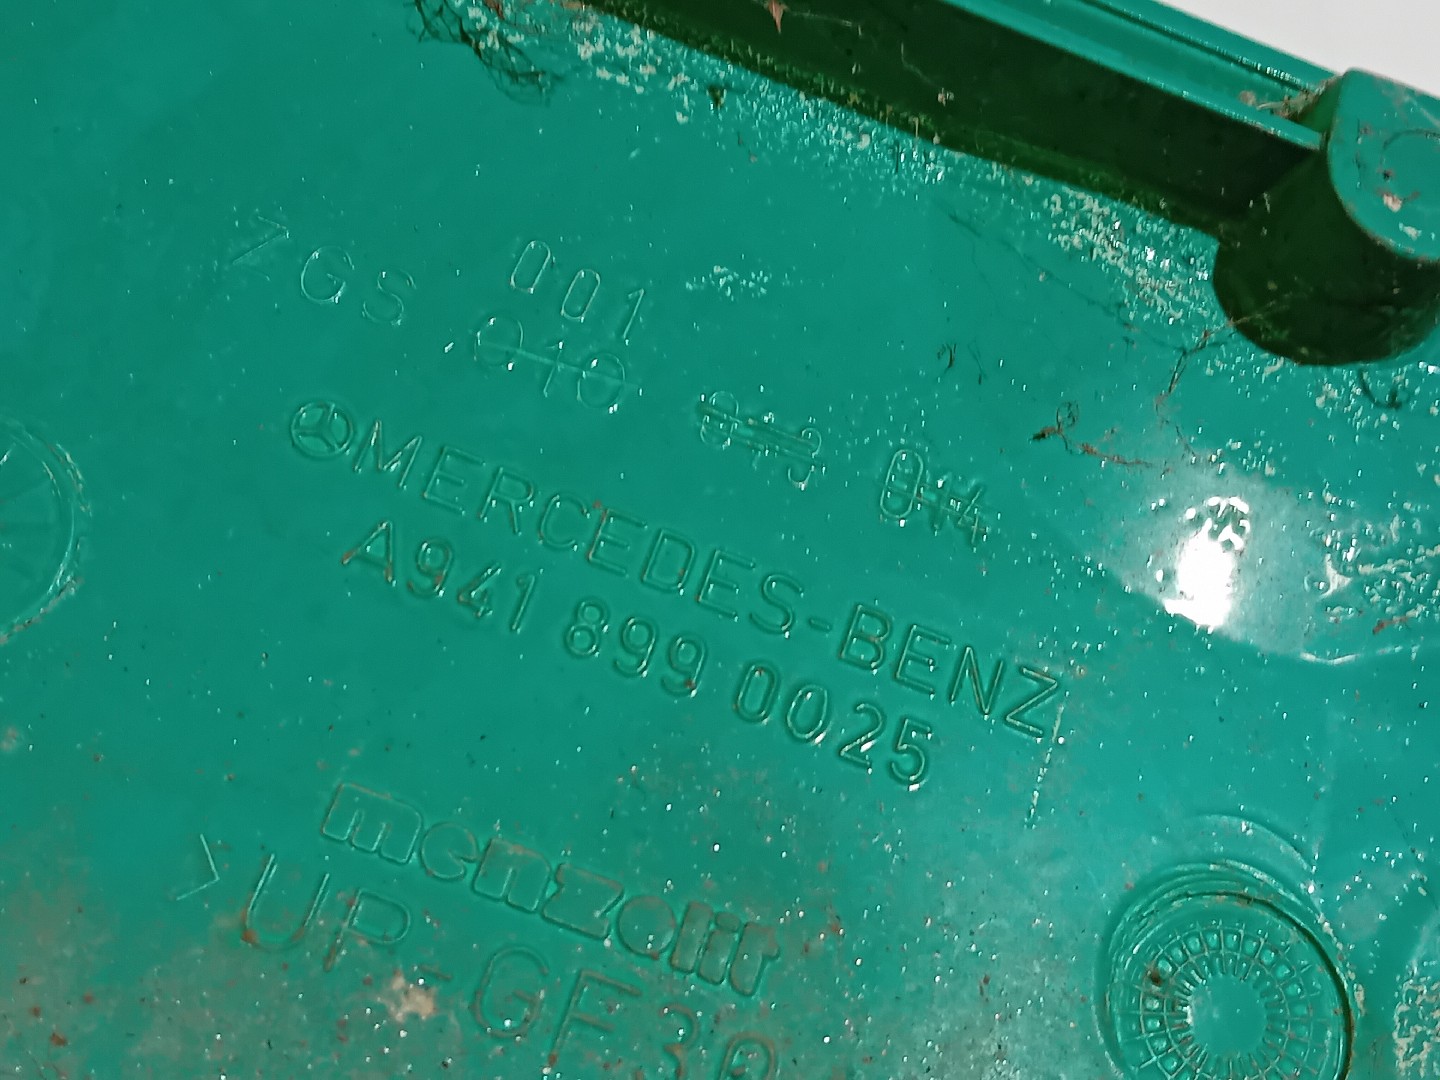 001
ZGS 010 013 014
MERCEDES-BENZ
A941 899 0025
menzolit
>UP-GF30